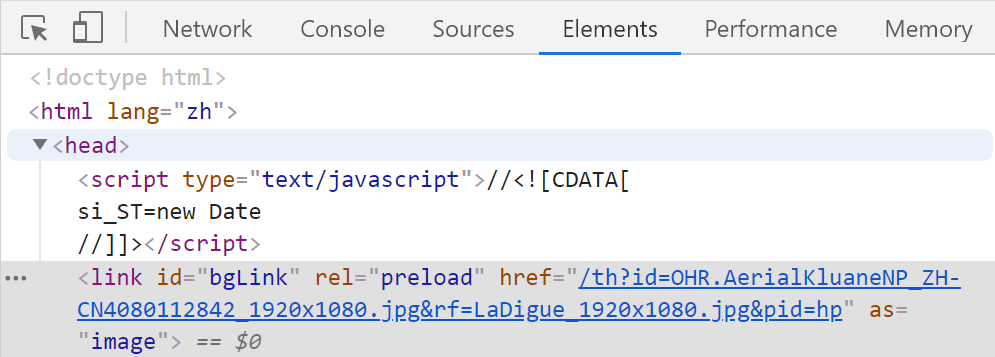 Network Console Sources Elements Performance Memory
<!doctype html>
<html lang="zh">
▼<head>
<script type="text/javascript">//<![CDATA[
si_ST=new Date
//]]></script>
<link id="bgLink" rel="preload" href="/th?id=OHR.AerialKluaneNP_ZH-
CN4080112842_1920x1080.jpg&rf=LaDigue_1920x1080.jpg&pid=hp" as=
"image"> == $0